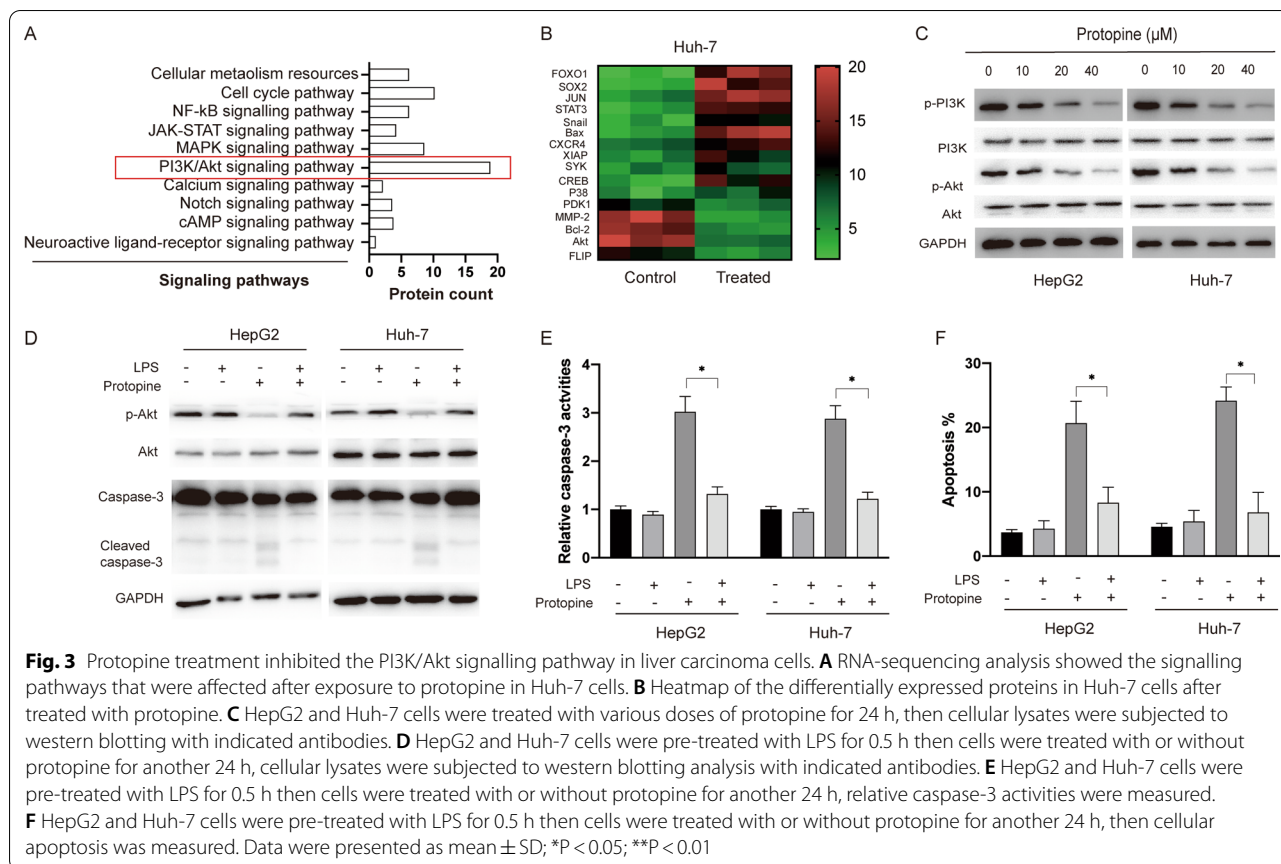 A
Cellular metaolism resources
Cell cycle pathway
NF-kB signalling pathway
JAK-STAT signaling pathway
MAPK signalling pathway
PI3K/Akt signaling pathway
Calcium signaling pathway
Notch signaling pathway
cAMP signaling pathway
Neuroactive ligand-receptor signaling pathway
0 5 10 15 20
Signaling pathways
Protein count
B
Huh-7
FOXO1
SOX2
JUN
STAT3
Snail
Bax
CXCR4
XIAP
SYK
CREB
P38
PDK1
MMP-2
Bcl-2
Akt
FLIP
Control Treated
20
15
10
5
C
Protopine (μM)
0 10 20 40 0 10 20 40
p-PI3K
PI3K
p-Akt
Akt
GAPDH
HepG2 Huh-7
D
HepG2 Huh-7
LPS - + - + - + - +
Protopine - - + + - - + +
p-Akt
Akt
Caspase-3
Cleaved
caspase-3
GAPDH
E
Relative caspase-3 actvities
4
3
2
1
0
* *
LPS - + - + - + - +
Protopine - - + + - - + +
HepG2 Huh-7
F
Apoptosis %
30
20
10
0
* *
LPS - + - + - + - +
Protopine - - + + - - + +
HepG2 Huh-7
Fig. 3 Protopine treatment inhibited the PI3K/Akt signalling pathway in liver carcinoma cells. A RNA-sequencing analysis showed the signalling
pathways that were affected after exposure to protopine in Huh-7 cells. B Heatmap of the differentially expressed proteins in Huh-7 cells after
treated with protopine. C HepG2 and Huh-7 cells were treated with various doses of protopine for 24 h, then cellular lysates were subjected to
western blotting with indicated antibodies. D HepG2 and Huh-7 cells were pre-treated with LPS for 0.5 h then cells were treated with or without
protopine for another 24 h, cellular lysates were subjected to western blotting analysis with indicated antibodies. E HepG2 and Huh-7 cells were
pre-treated with LPS for 0.5 h then cells were treated with or without protopine for another 24 h, relative caspase-3 activities were measured.
F HepG2 and Huh-7 cells were pre-treated with LPS for 0.5 h then cells were treated with or without protopine for another 24 h, then cellular
apoptosis was measured. Data were presented as mean ± SD; *P < 0.05; **P < 0.01